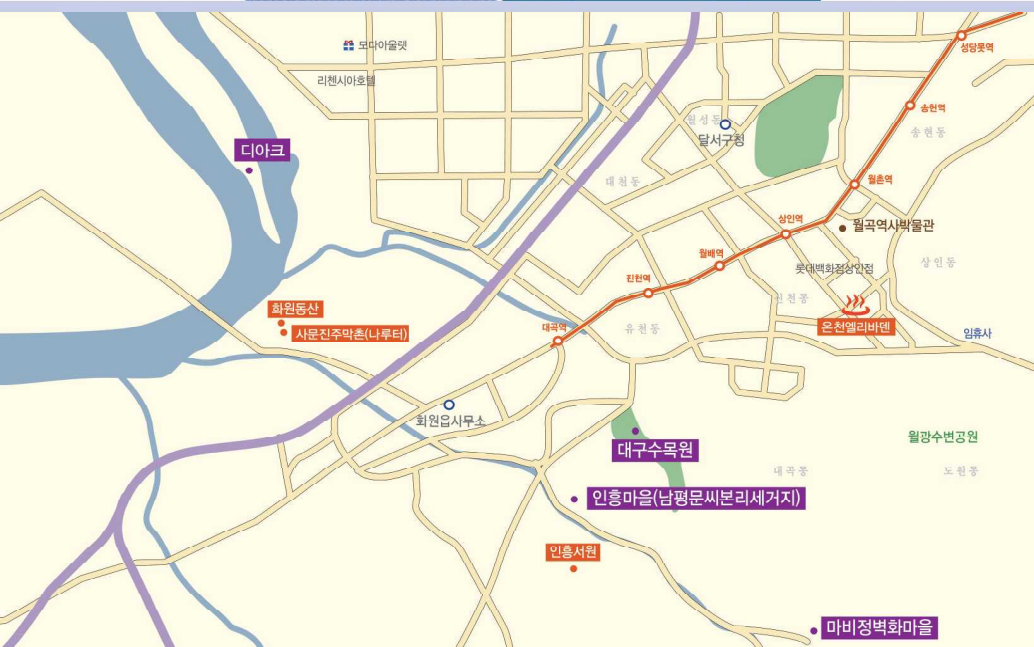 모다아울렛
성당못역
리첸시아호텔
송현역
월성동
송현동
달서구청
디아크
대천동
월촌역
상인역
월곡역사박물관
월배역
상인동
롯데백화점상인점
진천역
진천동
화원동산
대곡역
유천동
온천엘리바덴
사문진주막촌(나루터)
임휴사
화원읍사무소
월광수변공원
대구수목원
대곡동
도원동
인흥마을(남평문씨본리세거지)
인흥서원
마비정벽화마을